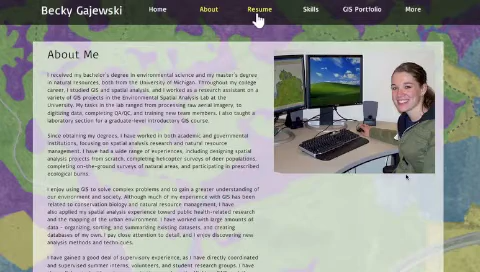 Becky Gajewski
Home
About
Resume
Skills
GIS Portfolio
More
About Me
I received my bachelor's degree in environmental science and my master's degree
in natural resources, both from the University of Michigan. Throughout my college
career, I studied GIS and spatial analysis, and I worked as a research assistant on a
variety of GIS projects in the Environmental Spatial Analysis Lab at the
University. My tasks in the lab ranged from processing raw aerial imagery, to
digitizing data, completing QA/QC, and training new team members. I also taught a
laboratory section for a graduate-level introductory GIS course.
Since obtaining my degrees, I have worked in both academic and governmental
institutions, focusing on spatial analysis research and natural resource
management. I have had a wide range of experiences, including designing spatial
analysis projects from scratch, completing helicopter surveys of deer populations,
completing on-the-ground surveys of natural areas, and participating in prescribed
ecological burns.
I enjoy using GIS to solve complex problems and to gain a greater understanding of
our environment and society. Although much of my experience with GIS has been
related to conservation biology and natural resource management, I have
also applied my spatial analysis experience toward public health-related research
and the mapping of the urban environment. I have worked with large amounts of
data - organizing, sorting, and summarizing existing datasets, and creating
databases of my own. I pay close attention to detail, and I enjoy discovering new
analysis methods and techniques.
I have gained a good deal of supervisory experience, as I have directly coordinated
and supervised summer interns, volunteers, and student research groups. I have